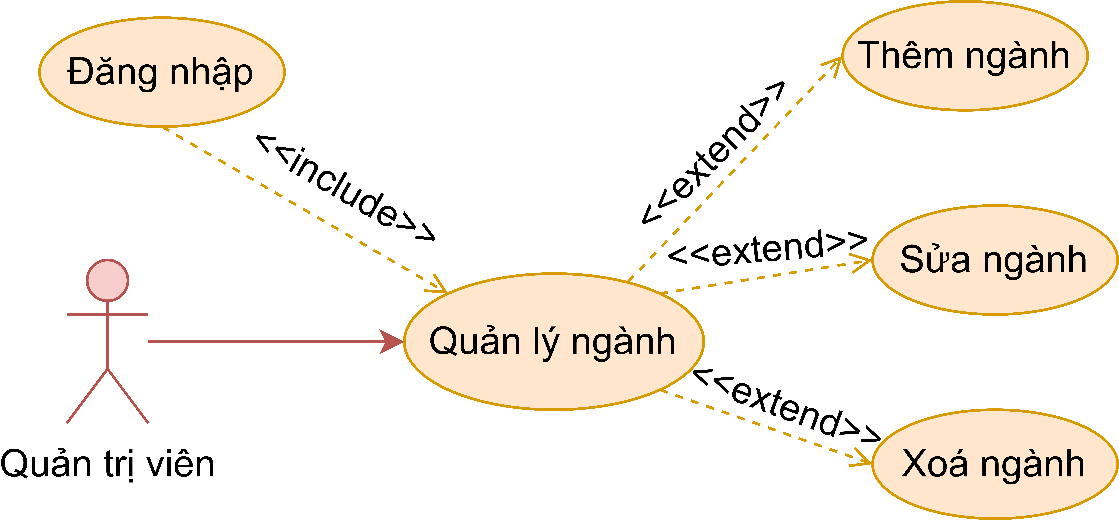 Đăng nhập
<<include>>
Quản trị viên
Quản lý ngành
<<extend>>
Thêm ngành
<<extend>>
Sửa ngành
<<extend>>
Xoá ngành